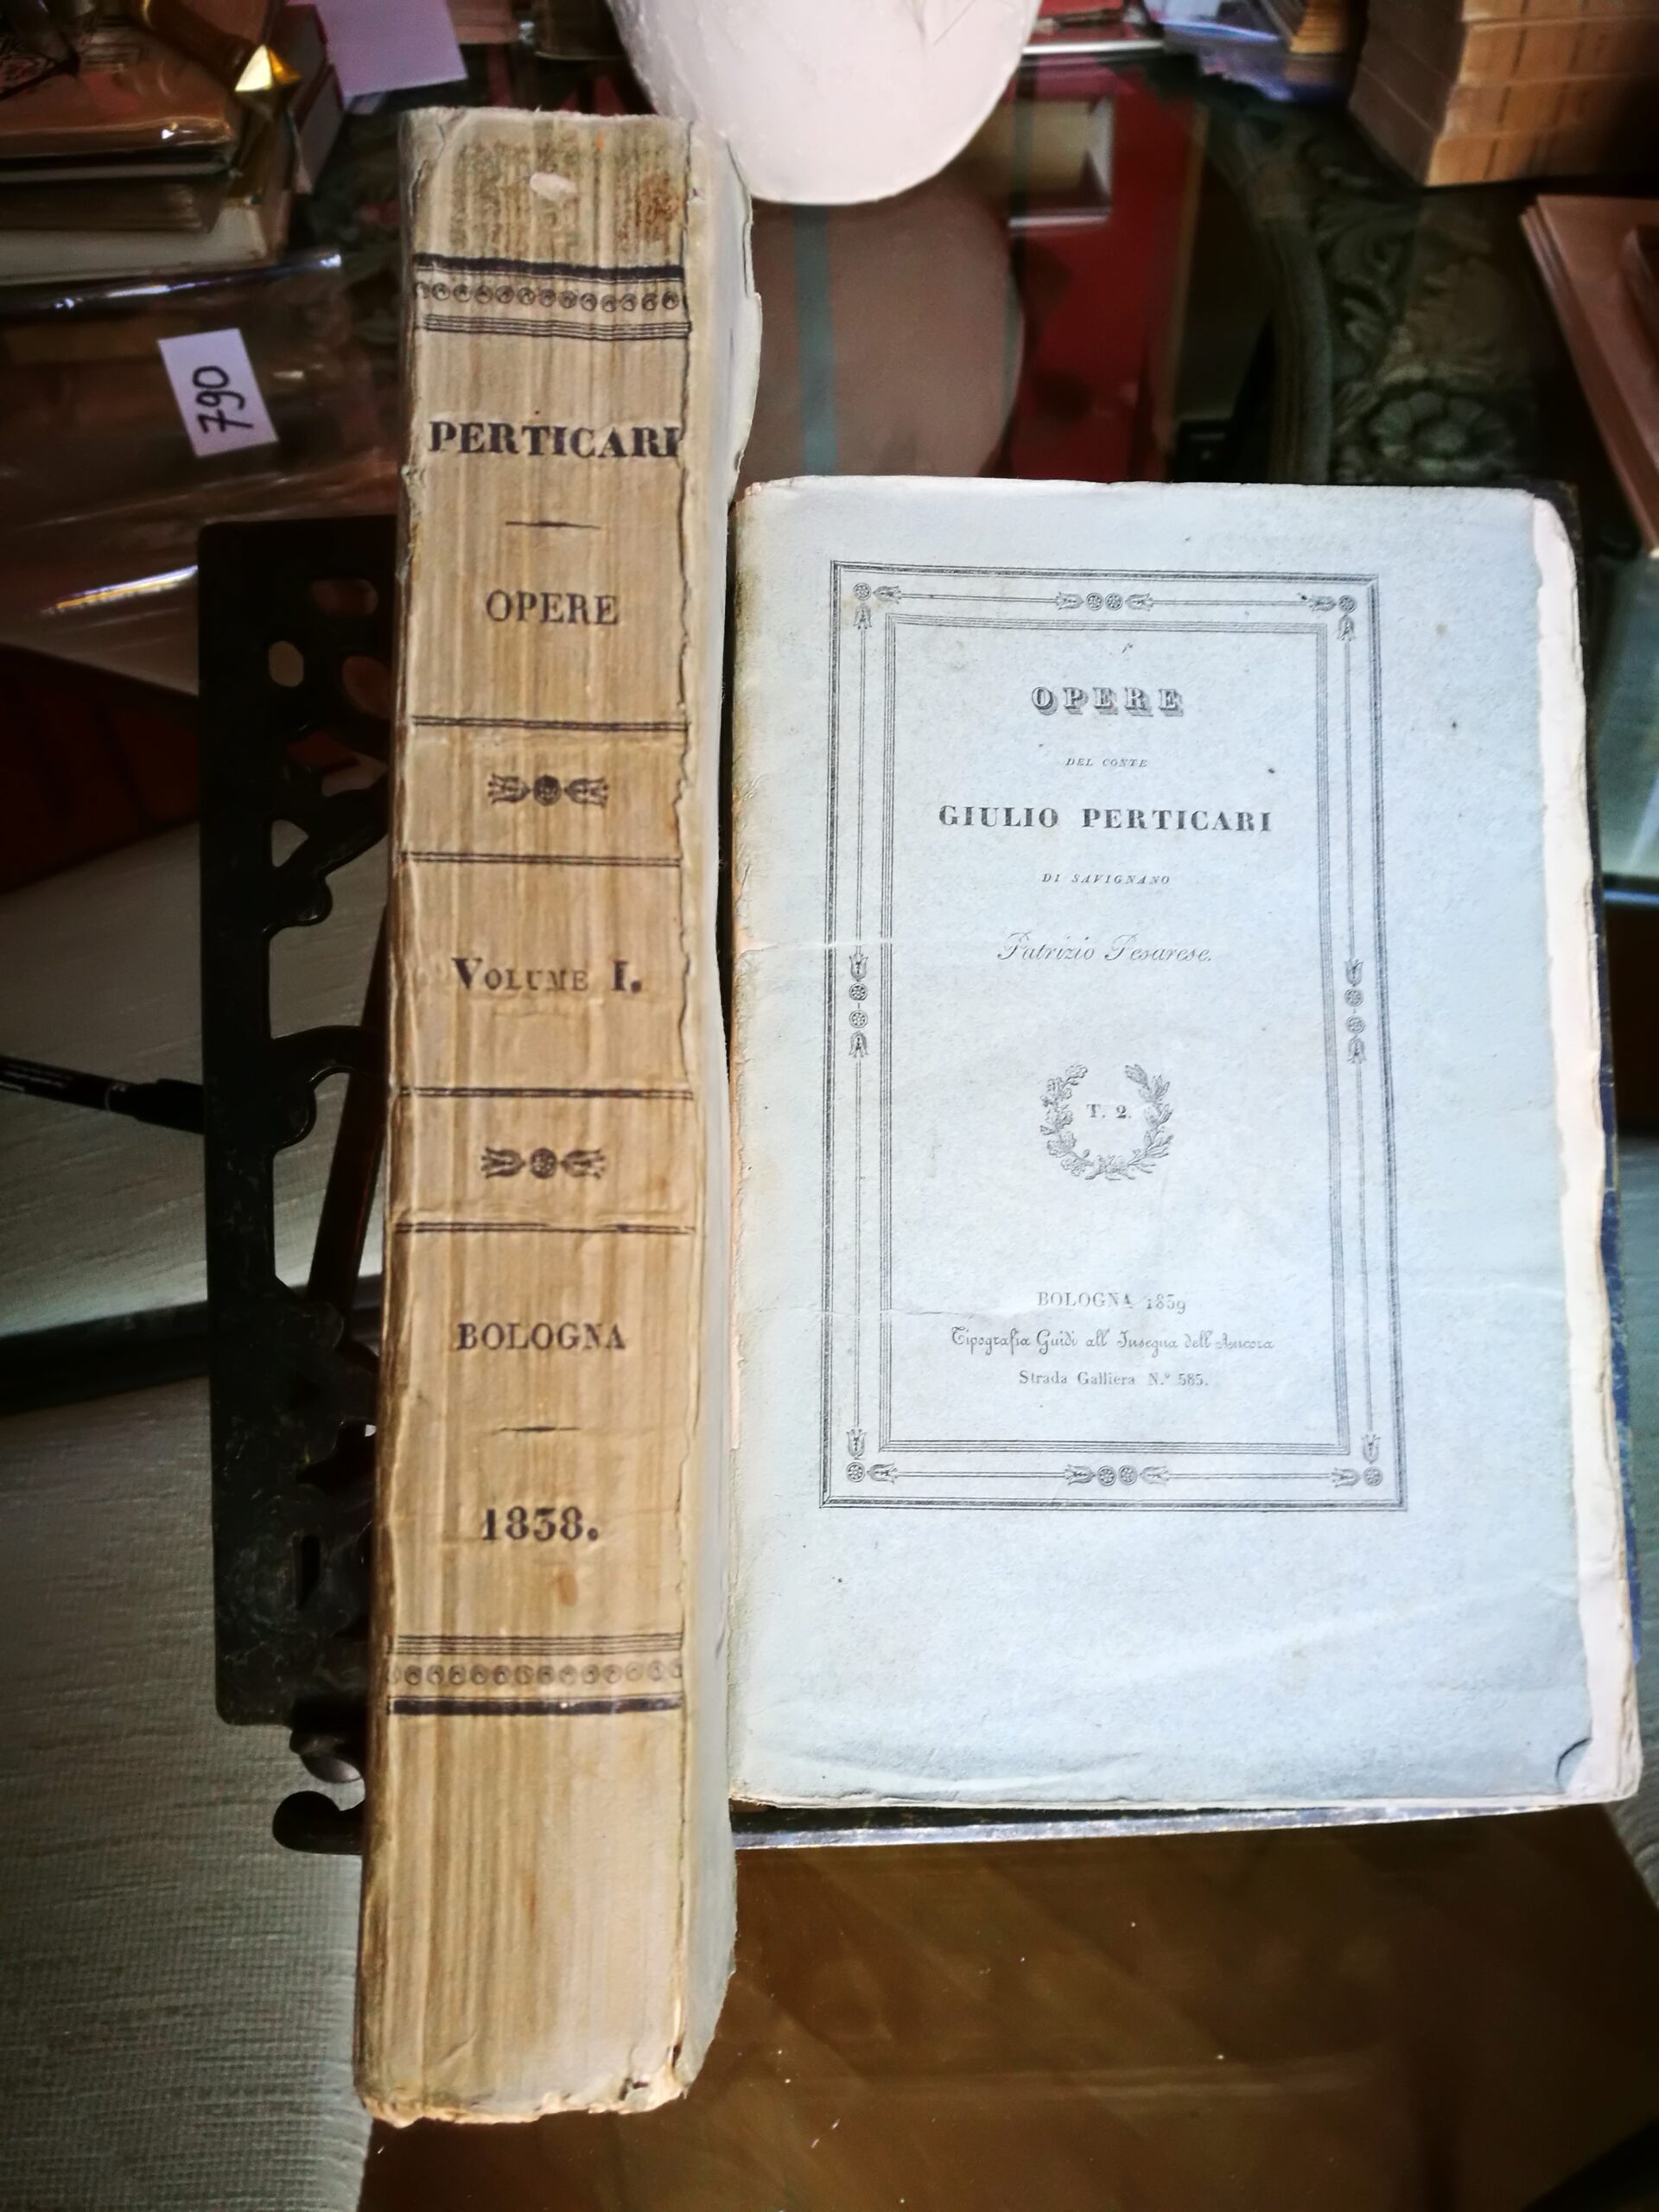 790
PERTICARI
OPERE
VOLUME I.
BOLOGNA
1838.
OPERE
DEL CONTE
GIULIO PERTICARI
DI SAVIGNANO
Patrizio Pesarese.
T. 2.
BOLOGNA 1839
Tipografia Guidi all' Insegna dell' Ancora
Strada Galliera N.º 585.